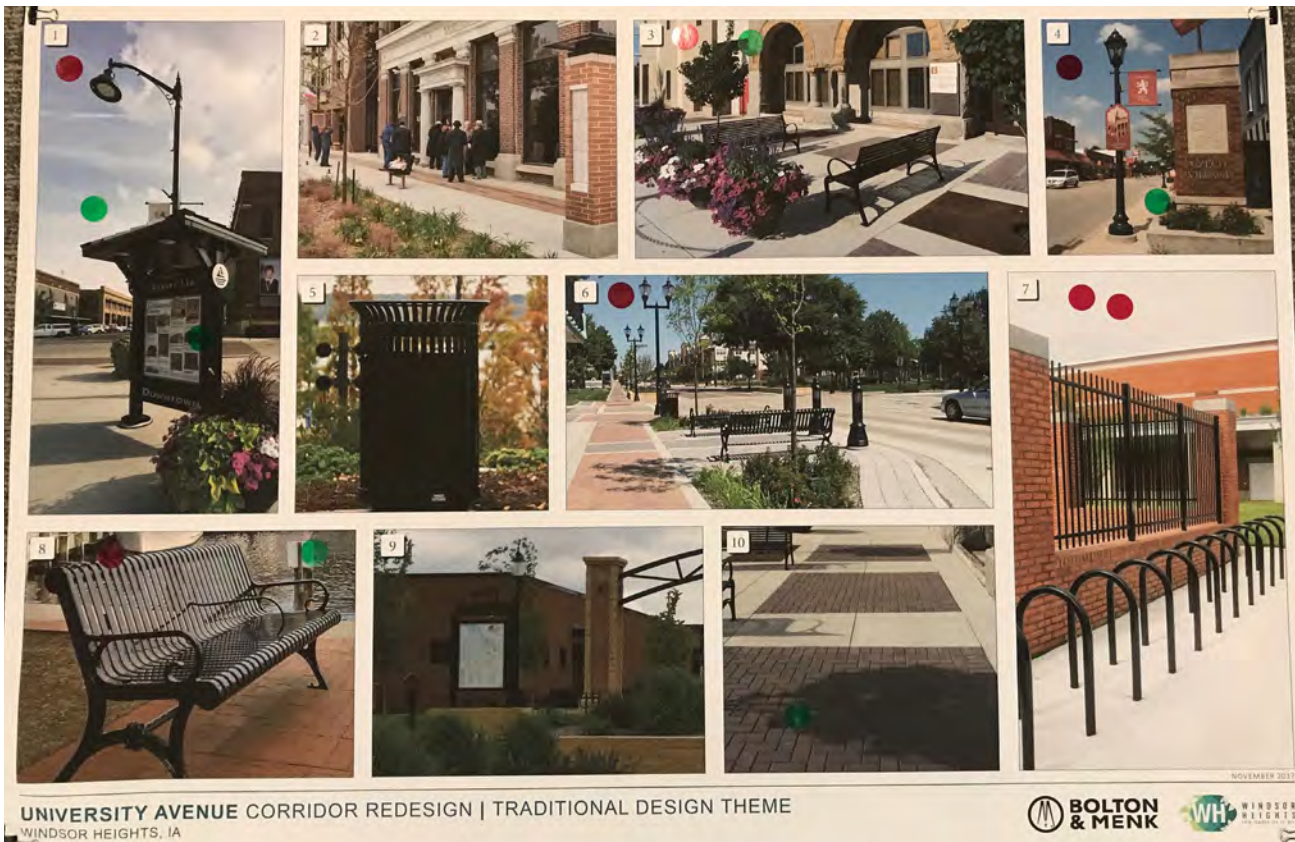 1
2
3
4
5
6
7
8
9
10
DOWNTOWN
NOVEMBER 2017
UNIVERSITY AVENUE CORRIDOR REDESIGN | TRADITIONAL DESIGN THEME
WINDSOR HEIGHTS, IA
BOLTON
& MENK
WH
WINDSOR
HEIGHTS